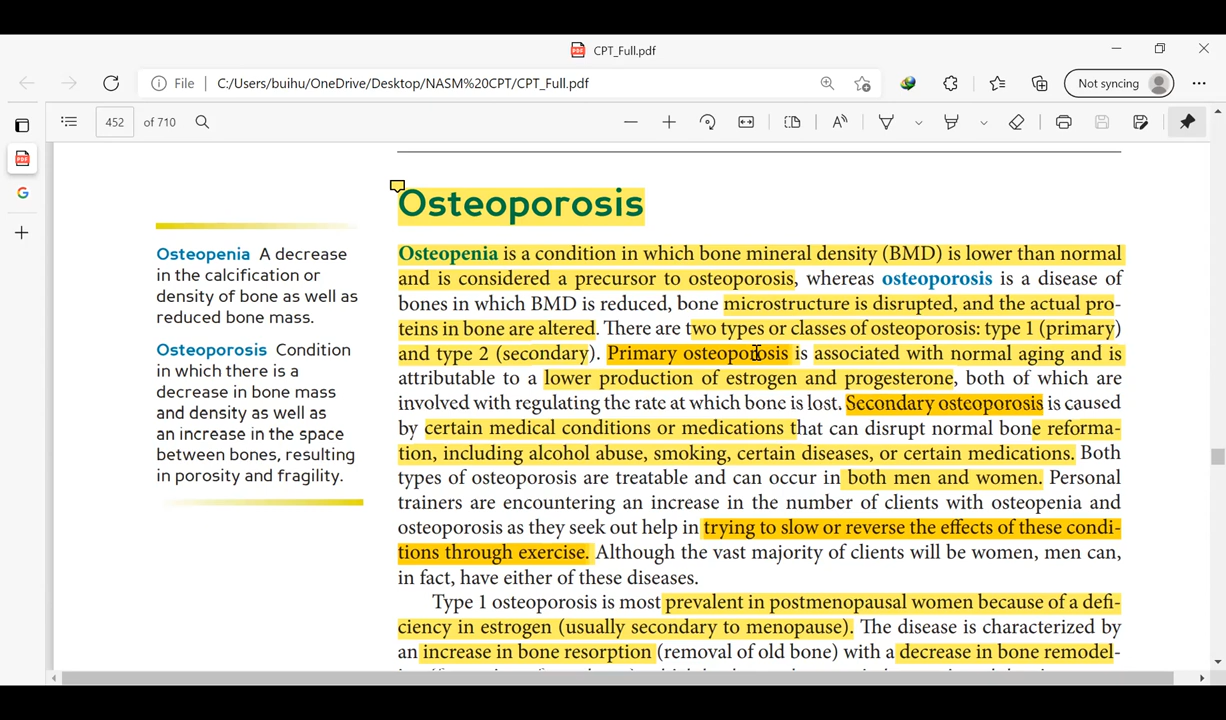 CPT_Full.pdf
File | C:/Users/buihu/OneDrive/Desktop/NASM%20CPT/CPT_Full.pdf
Not syncing
452 of 710
Osteoporosis
Osteopenia A decrease
in the calcification or
density of bone as well as
reduced bone mass.
Osteoporosis Condition
in which there is a
decrease in bone mass
and density as well as
an increase in the space
between bones, resulting
in porosity and fragility.
Osteopenia is a condition in which bone mineral density (BMD) is lower than normal
and is considered a precursor to osteoporosis, whereas osteoporosis is a disease of
bones in which BMD is reduced, bone microstructure is disrupted, and the actual pro-
teins in bone are altered. There are two types or classes of osteoporosis: type 1 (primary)
and type 2 (secondary). Primary osteoporosis is associated with normal aging and is
attributable to a lower production of estrogen and progesterone, both of which are
involved with regulating the rate at which bone is lost. Secondary osteoporosis is caused
by certain medical conditions or medications that can disrupt normal bone reforma-
tion, including alcohol abuse, smoking, certain diseases, or certain medications. Both
types of osteoporosis are treatable and can occur in both men and women. Personal
trainers are encountering an increase in the number of clients with osteopenia and
osteoporosis as they seek out help in trying to slow or reverse the effects of these condi-
tions through exercise. Although the vast majority of clients will be women, men can,
in fact, have either of these diseases.
Type 1 osteoporosis is most prevalent in postmenopausal women because of a defi-
ciency in estrogen (usually secondary to menopause). The disease is characterized by
an increase in bone resorption (removal of old bone) with a decrease in bone remodel-